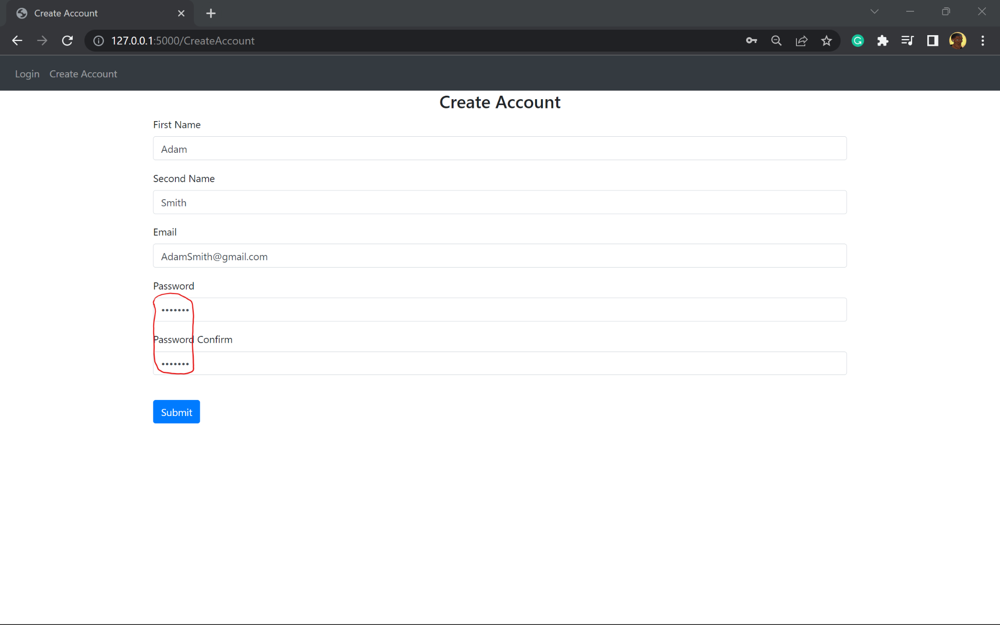 Create Account
127.0.0.1:5000/CreateAccount
Login Create Account
Create Account
First Name
Adam
Second Name
Smith
Email
AdamSmith@gmail.com
Password
•••••••
Password Confirm
•••••••
Submit